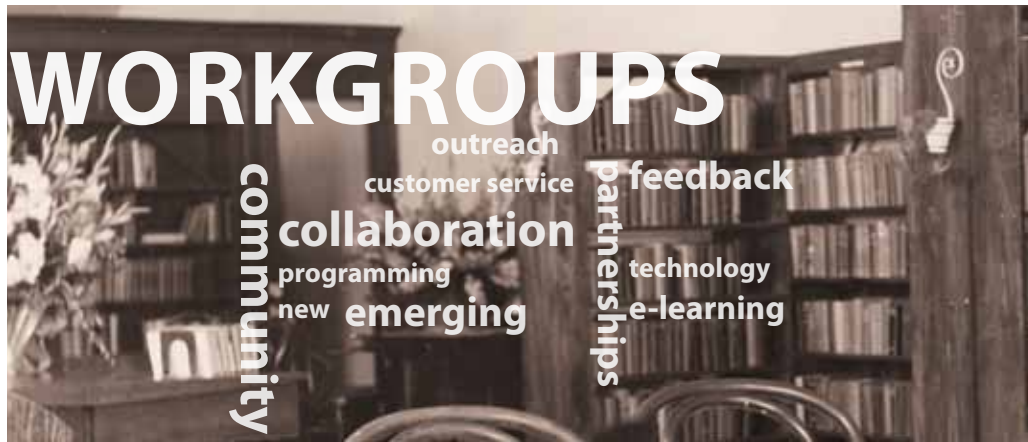 WORKGROUPS
outreach
customer service
community
collaboration
programming
new emerging
partnerships
feedback
technology
e-learning